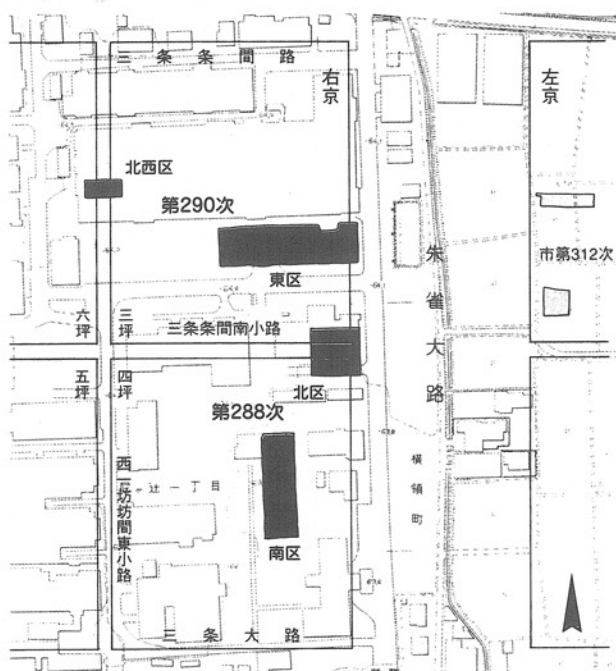 三条条間路
右京
左京
北西区
第290次
市第312次
東区
朱雀大路
六坪
三坪
三条条間南小路
五坪
四坪
北区
第288次
西一坊坊間東小路
辻一丁目
横領町
南区
三条大路